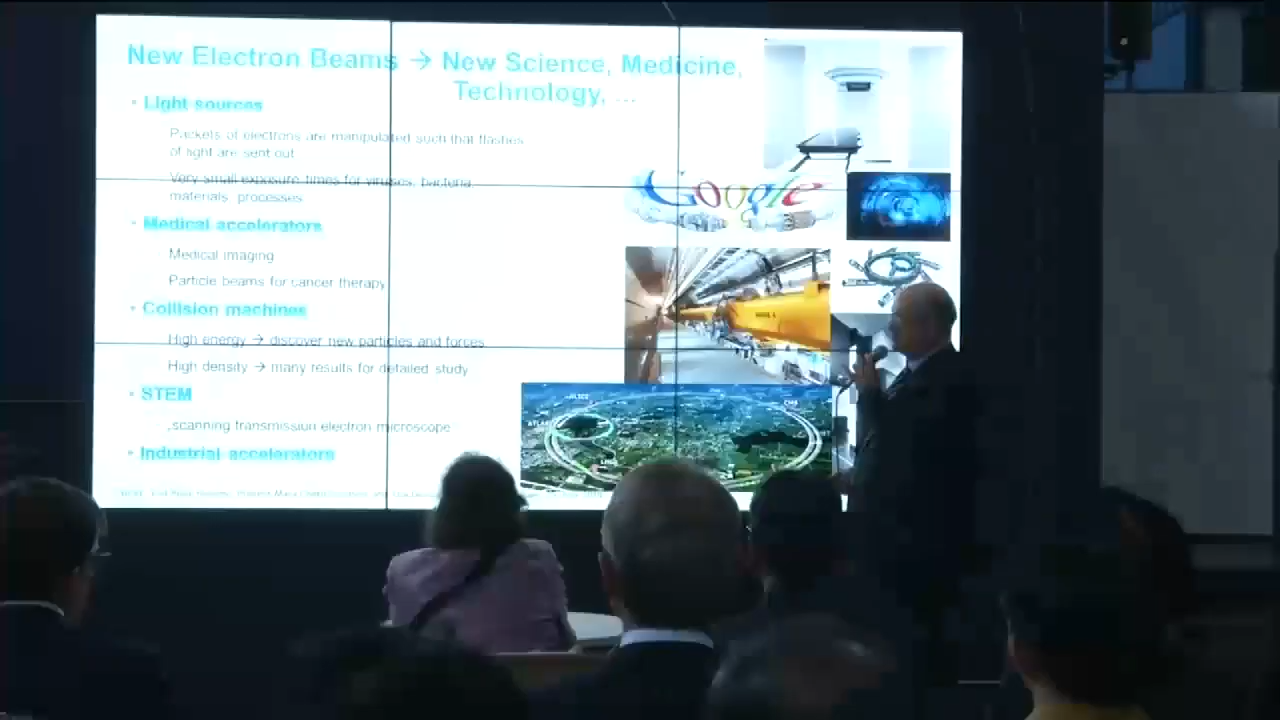 New Electron Beams → New Science, Medicine,
Technology, ...
• Light sources
Packets of electrons are manipulated such that flashes
of light are sent out
Very small exposure times for viruses, bacteria,
materials, processes
• Medical accelerators
Medical imaging
Particle beams for cancer therapy
• Collision machines
High energy → discover new particles and forces
High density → many results for detailed study
• STEM
scanning transmission electron microscope
• Industrial accelerators
Google
ALICE
CMS
ATLAS